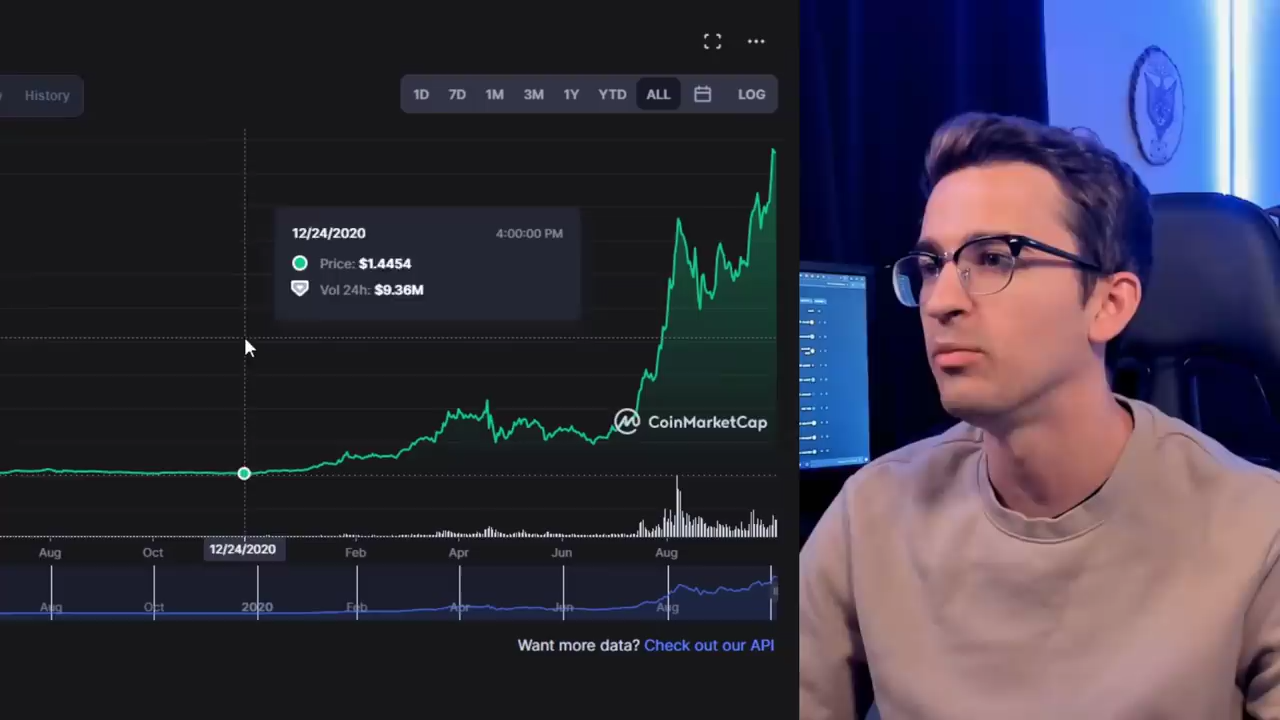 History
1D 7D 1M 3M 1Y YTD ALL LOG
12/24/2020 4:00:00 PM
Price: $1.4454
Vol 24h: $9.36M
CoinMarketCap
Aug Oct 12/24/2020 Feb Apr Jun Aug
Aug Oct 2020 Feb Apr Jun Aug
Want more data? Check out our API